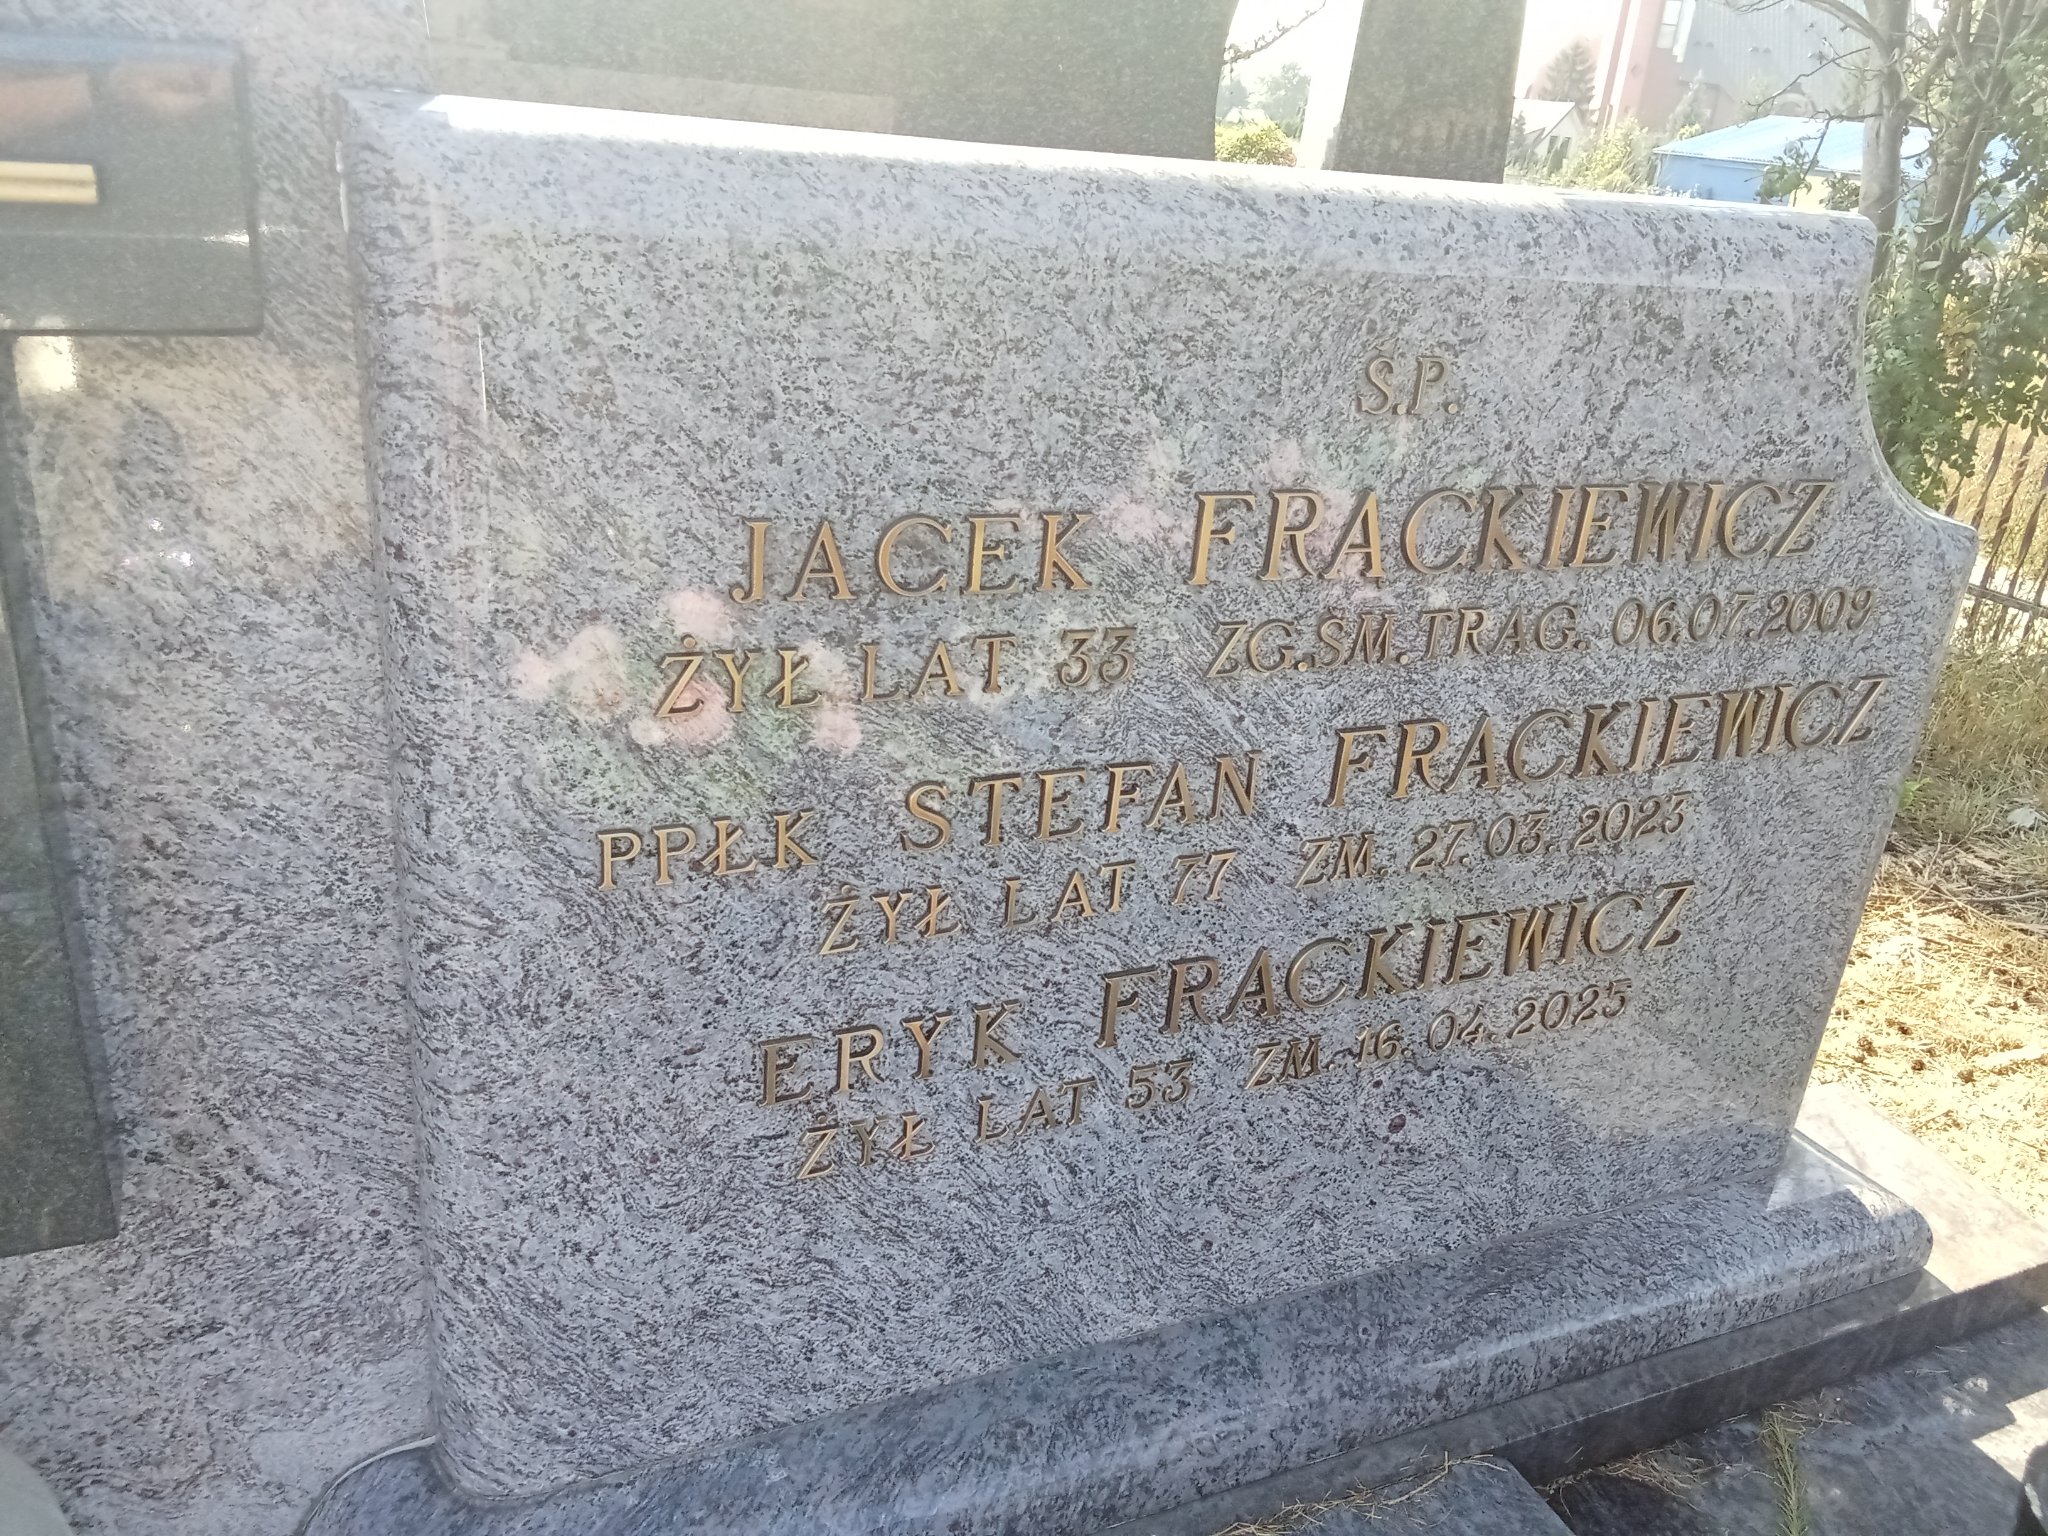 Ś.P.
JACEK FRĄCKIEWICZ
ŻYŁ LAT 33 ZG.ŚM.TRAG. 06.07.2009
PPŁK STEFAN FRĄCKIEWICZ
ŻYŁ LAT 77 ZM. 27.03.2023
ERYK FRĄCKIEWICZ
ŻYŁ LAT 53 ZM. 16.04.2025